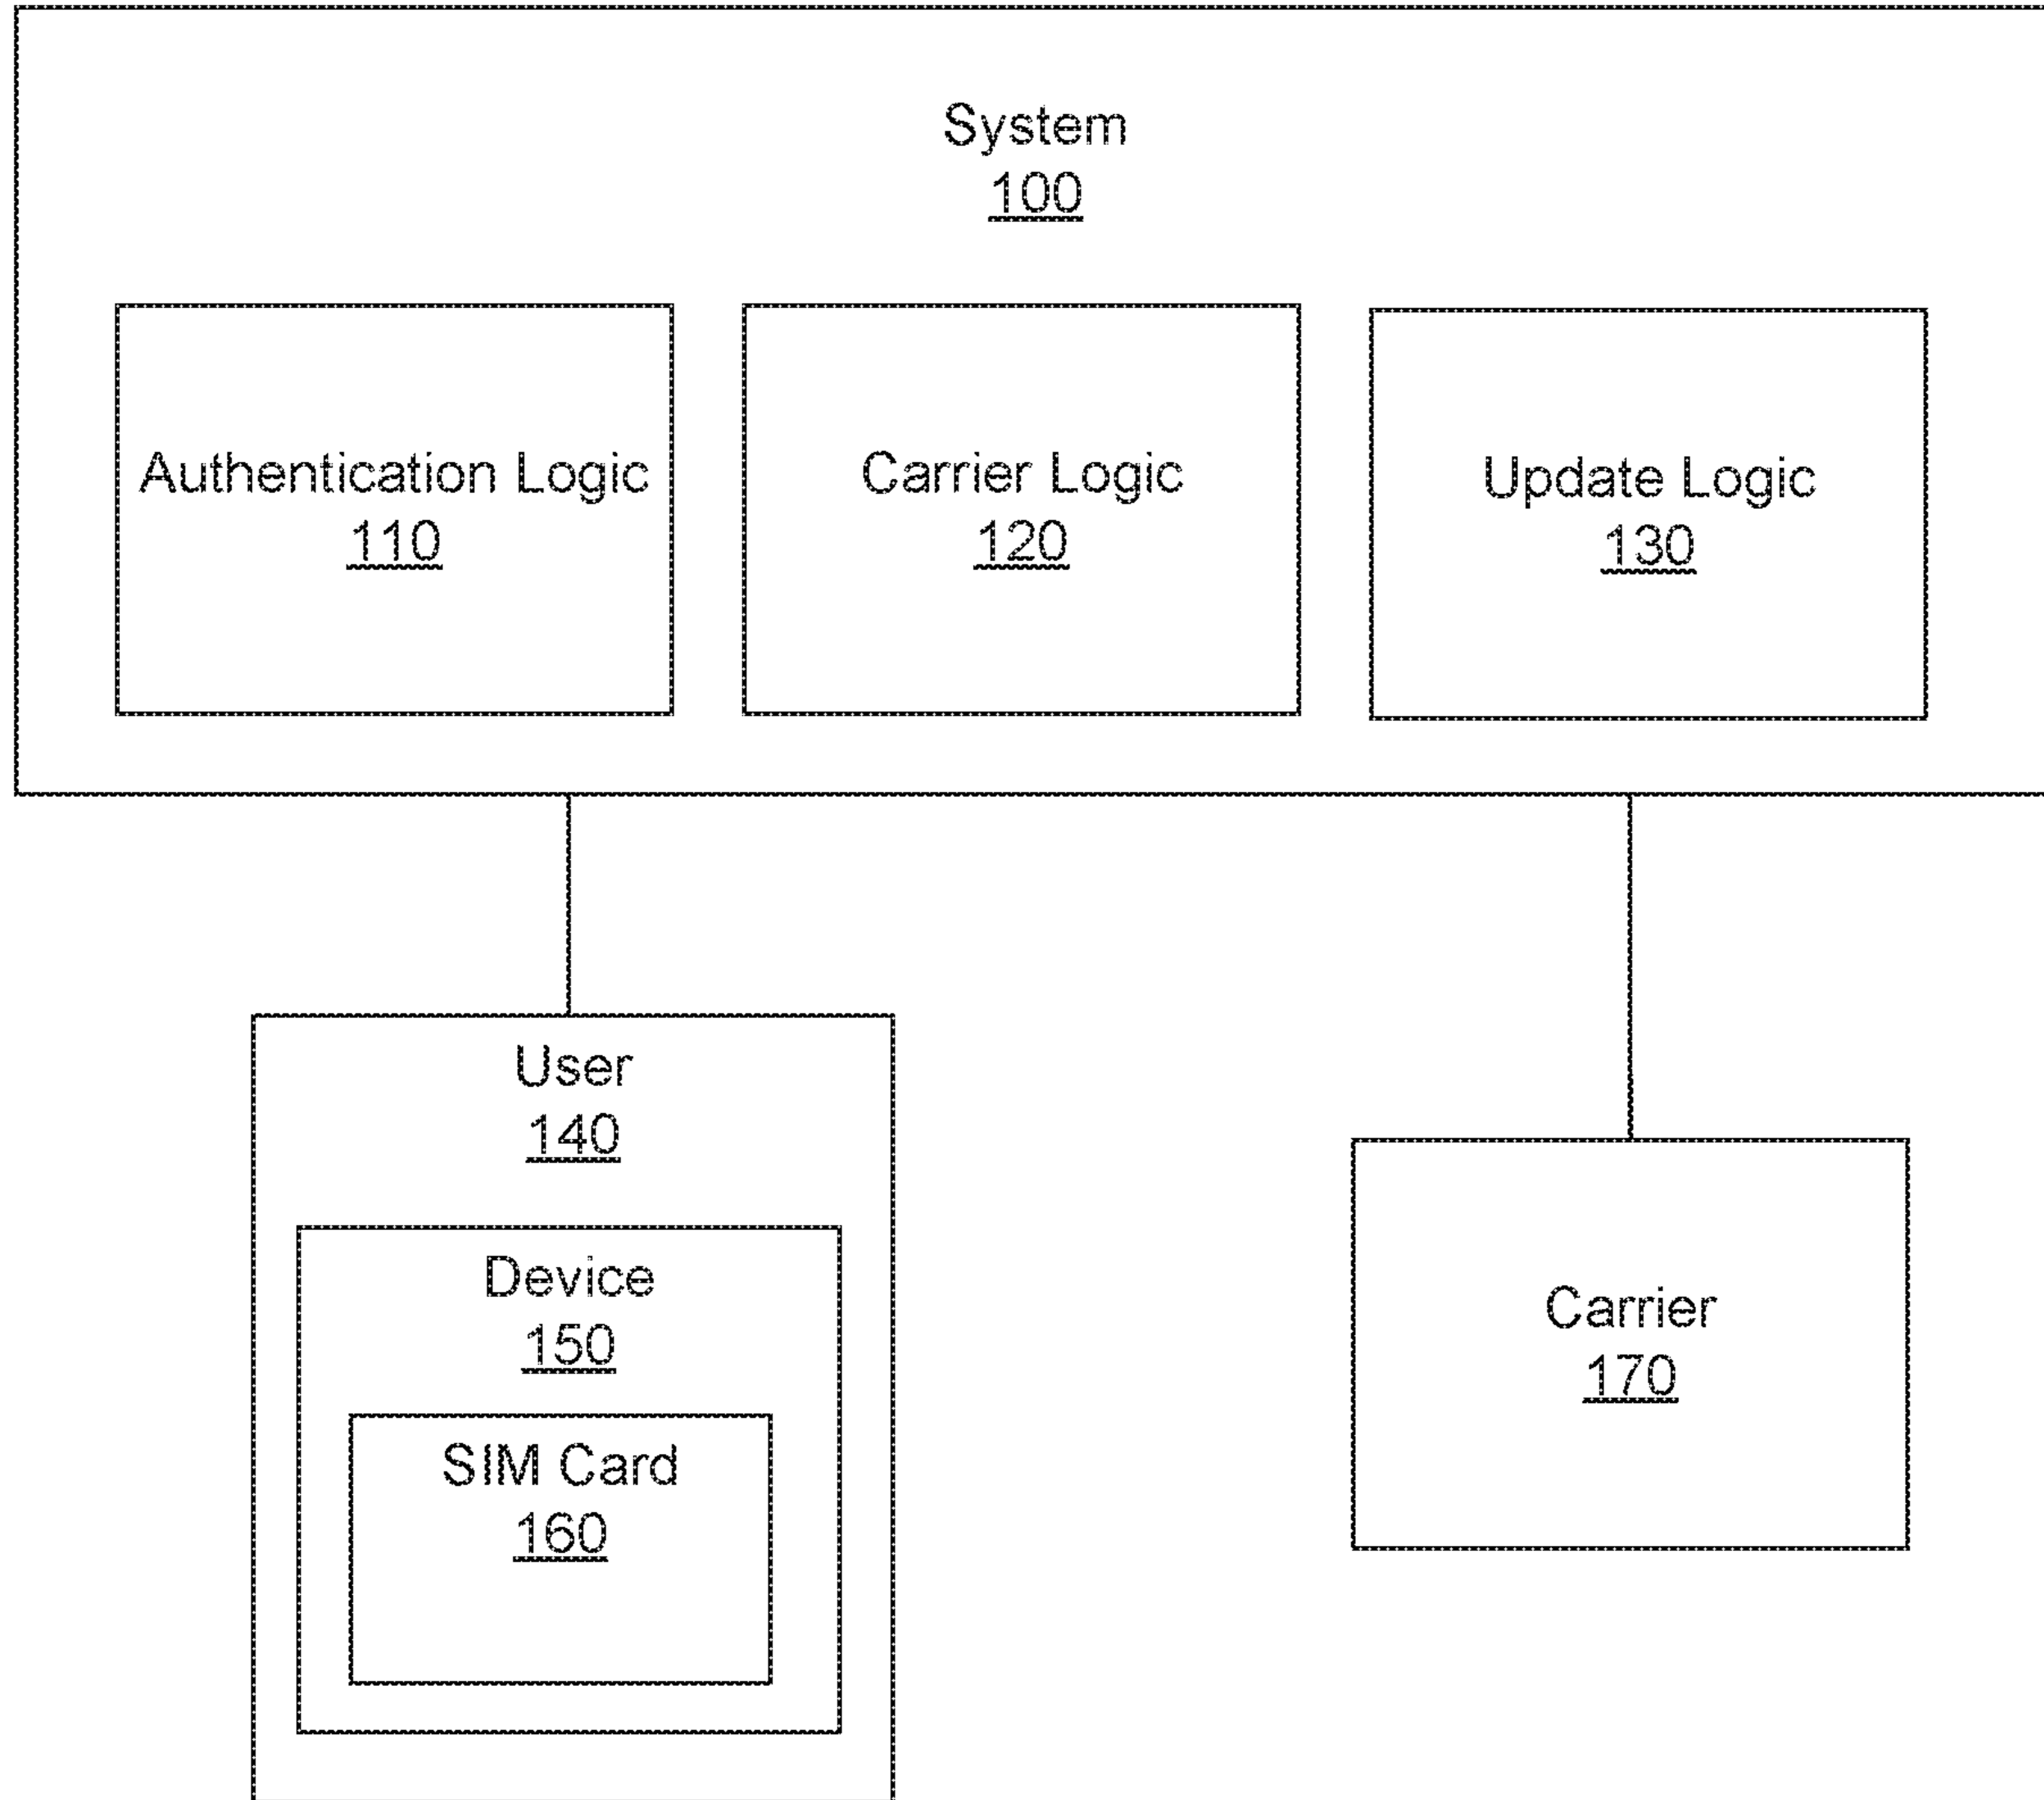 System
100
Authentication Logic
110
Carrier Logic
120
Update Logic
130
User
140
Device
150
SIM Card
160
Carrier
170